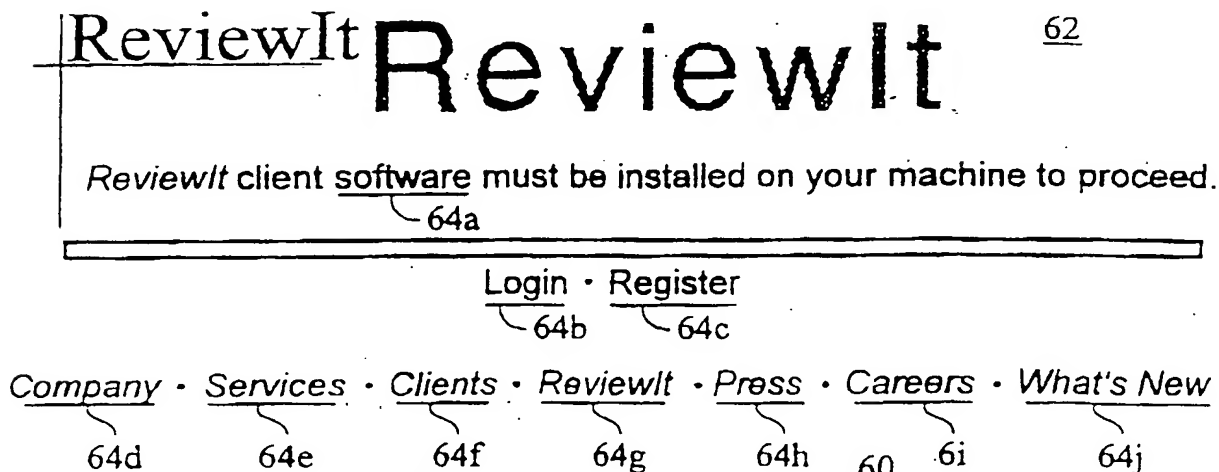 ReviewIt ReviewIt 62
ReviewIt client software must be installed on your machine to proceed.
64a
Login · Register
64b 64c
Company · Services · Clients · ReviewIt · Press · Careers · What's New
64d 64e 64f 64g 64h 60 6i 64j